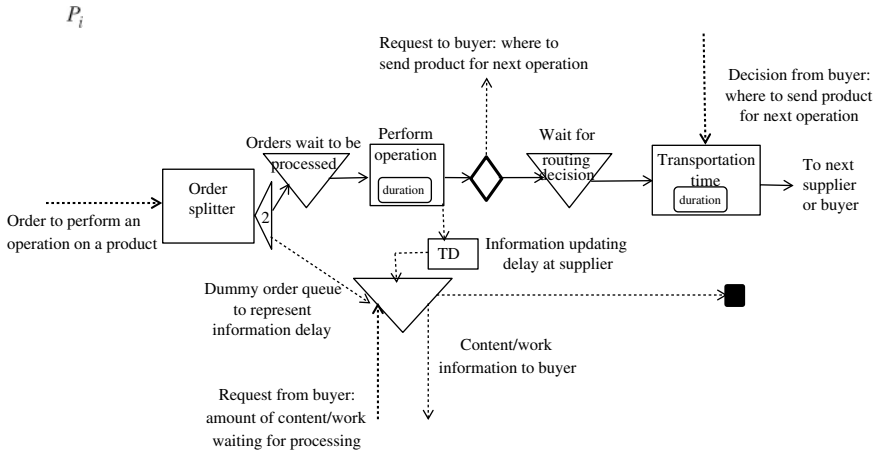 P_i
Request to buyer: where to
send product for next operation
Decision from buyer:
where to send product
for next operation
Orders wait to be
processed
Perform
operation
duration
Wait for
routing
decision
Transportation
time
duration
To next
supplier
or buyer
Order
splitter
2
Order to perform an
operation on a product
TD
Information updating
delay at supplier
Dummy order queue
to represent
information delay
Content/work
information to buyer
Request from buyer:
amount of content/work
waiting for processing